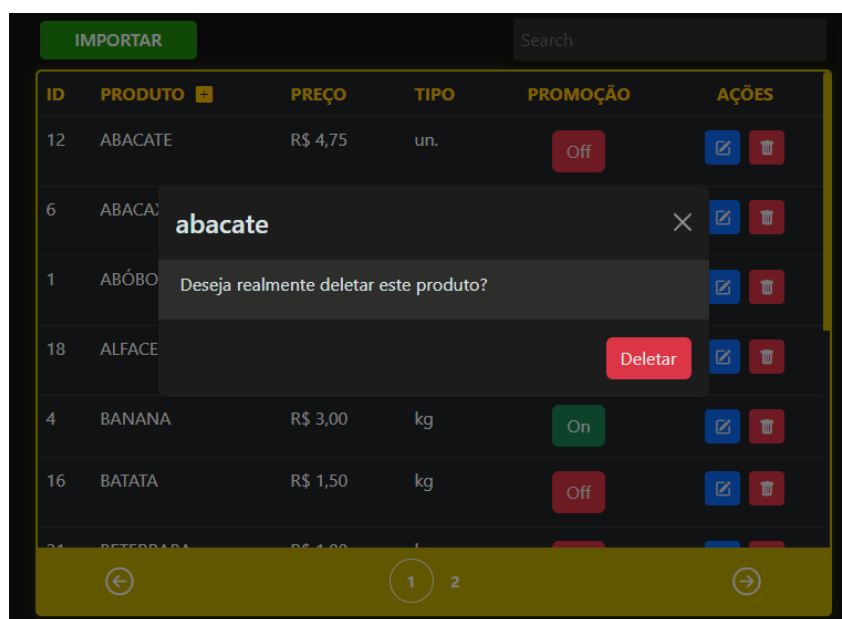 IMPORTAR Search
ID PRODUTO + PREÇO TIPO PROMOÇÃO AÇÕES
12 ABACATE R$ 4,75 un. Off
6 ABACAX
abacate
1 ABÓBO
Deseja realmente deletar este produto?
18 ALFACE
Deletar
4 BANANA R$ 3,00 kg On
16 BATATA R$ 1,50 kg Off
1 2